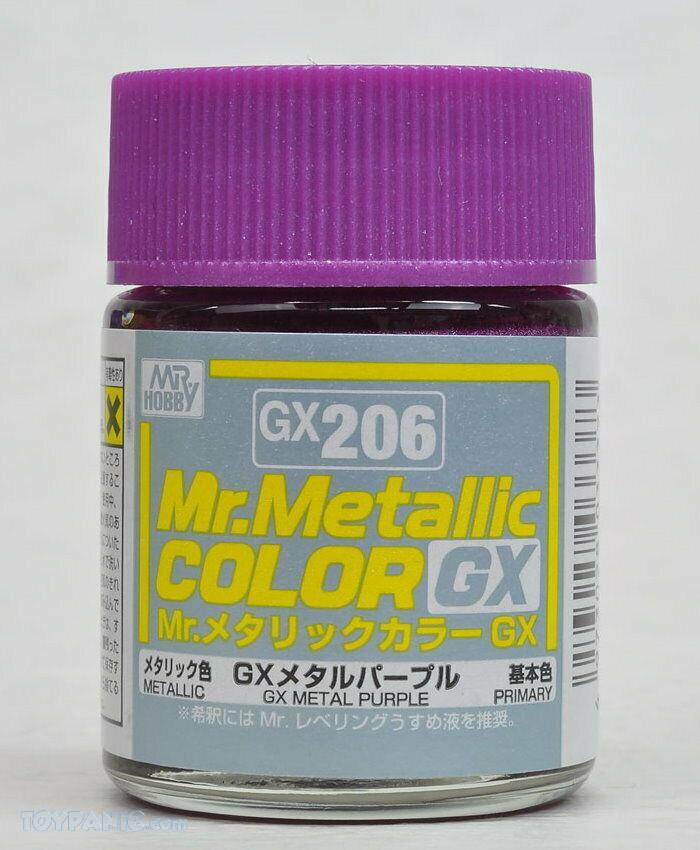 MR
HOBBY
GX206
Mr.Metallic
COLOR GX
Mr.メタリックカラー GX
メタリック色 GXメタルパープル 基本色
METALLIC GX METAL PURPLE PRIMARY
※希釈には Mr. レベリングうすめ液を推奨。
TOYPANIC.com